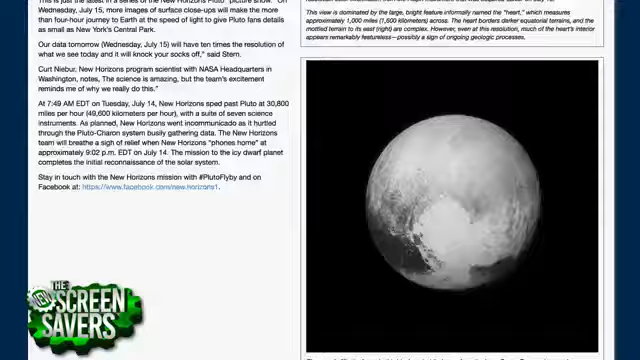 This is just the latest in a series of the New Horizons Pluto "picture show." On
Wednesday, July 15, more images of surface close-ups will make the more
than four-hour journey to Earth at the speed of light to give Pluto fans details
as small as New York's Central Park.
Our data tomorrow (Wednesday, July 15) will have ten times the resolution of
what we see today and it will knock your socks off," said Stern.
Curt Niebur, New Horizons program scientist with NASA Headquarters in
Washington, notes, The science is amazing, but the team's excitement
reminds me of why we really do this."
At 7:49 AM EDT on Tuesday, July 14, New Horizons sped past Pluto at 30,800
miles per hour (49,600 kilometers per hour), with a suite of seven science
instruments. As planned, New Horizons went incommunicado as it hurtled
through the Pluto-Charon system busily gathering data. The New Horizons
team will breathe a sigh of relief when New Horizons "phones home" at
approximately 9:02 p.m. EDT on July 14. The mission to the icy dwarf planet
completes the initial reconnaissance of the solar system.
Stay in touch with the New Horizons mission with #PlutoFlyby and on
Facebook at: https://www.facebook.com/new.horizons1.
This view is dominated by the large, bright feature informally named the "heart," which measures
approximately 1,000 miles (1,600 kilometers) across. The heart borders darker equatorial terrains, and the
mottled terrain to its east (right) are complex. However, even at this resolution, much of the heart's interior
appears remarkably featureless—possibly a sign of ongoing geologic processes.
THE
NEW
SCREEN
SAVERS